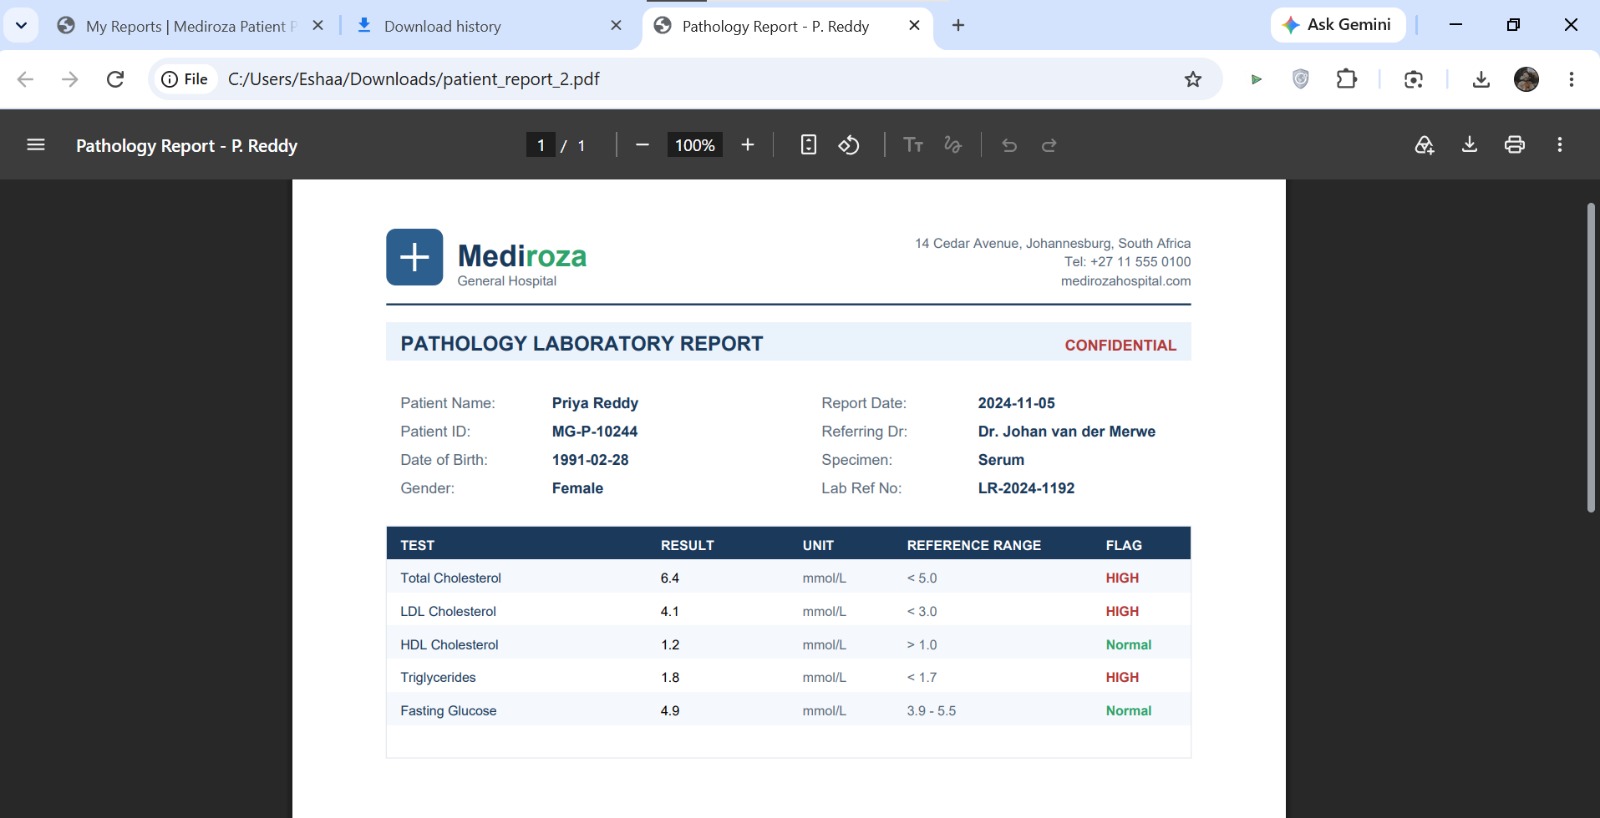 My Reports | Mediroza Patient P
Download history
Pathology Report - P. Reddy
Ask Gemini
File
C:/Users/Eshaa/Downloads/patient_report_2.pdf
Pathology Report - P. Reddy
1 / 1
100%
Mediroza
General Hospital
14 Cedar Avenue, Johannesburg, South Africa
Tel: +27 11 555 0100
medirozahospital.com
PATHOLOGY LABORATORY REPORT
CONFIDENTIAL
Patient Name: Priya Reddy Report Date: 2024-11-05
Patient ID: MG-P-10244 Referring Dr: Dr. Johan van der Merwe
Date of Birth: 1991-02-28 Specimen: Serum
Gender: Female Lab Ref No: LR-2024-1192
TEST RESULT UNIT REFERENCE RANGE FLAG
Total Cholesterol 6.4 mmol/L < 5.0 HIGH
LDL Cholesterol 4.1 mmol/L < 3.0 HIGH
HDL Cholesterol 1.2 mmol/L > 1.0 Normal
Triglycerides 1.8 mmol/L < 1.7 HIGH
Fasting Glucose 4.9 mmol/L 3.9 - 5.5 Normal